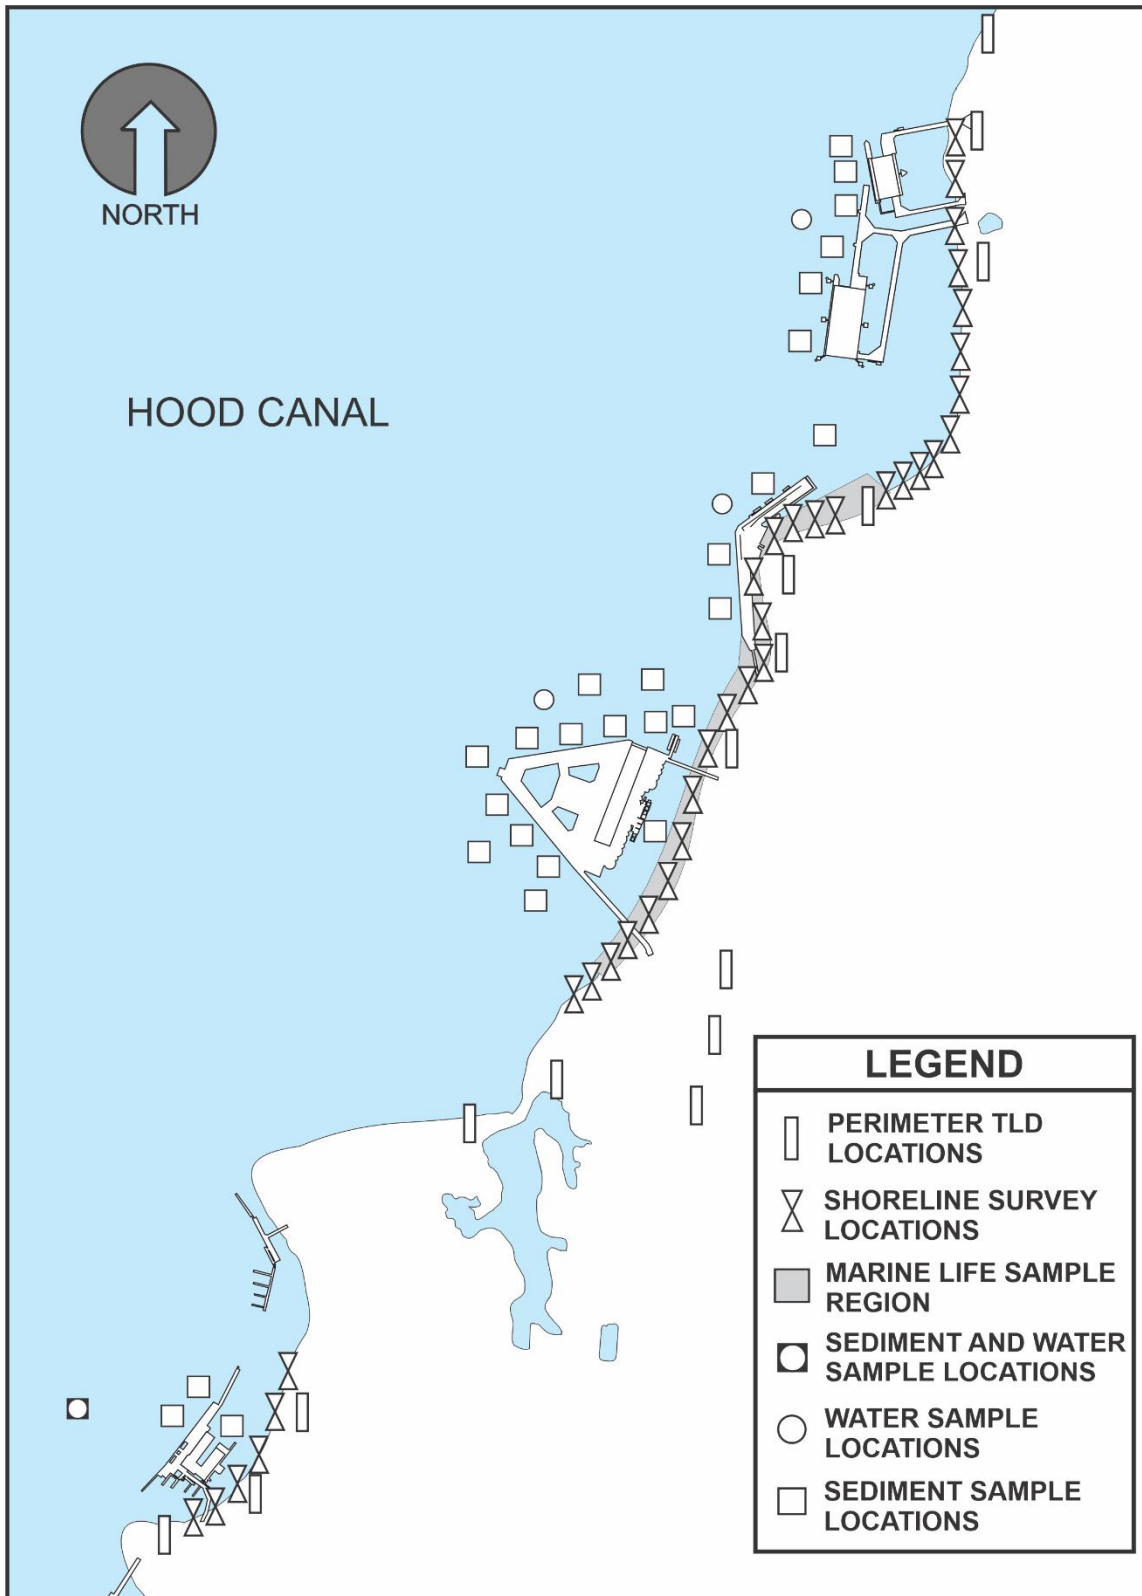 NORTH
HOOD CANAL
LEGEND
PERIMETER TLD
LOCATIONS
SHORELINE SURVEY
LOCATIONS
MARINE LIFE SAMPLE
REGION
SEDIMENT AND WATER
SAMPLE LOCATIONS
WATER SAMPLE
LOCATIONS
SEDIMENT SAMPLE
LOCATIONS